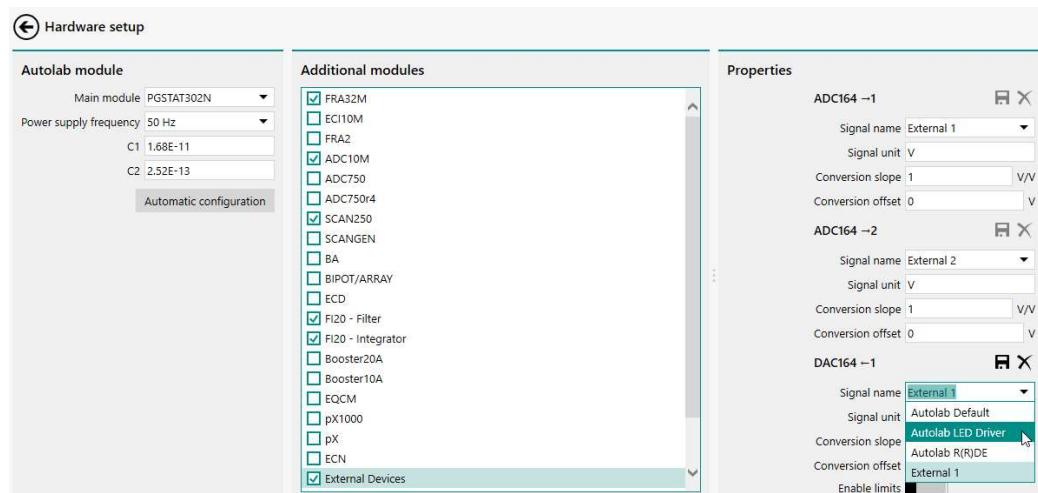 Hardware setup
Autolab module
Main module PGSTAT302N
Power supply frequency 50 Hz
C1 1.68E-11
C2 2.52E-13
Automatic configuration
Additional modules
FRA32M
ECI10M
FRA2
ADC10M
ADC750
ADC750r4
SCAN250
SCANGEN
BA
BIPOT/ARRAY
ECD
FI20 - Filter
FI20 - Integrator
Booster20A
Booster10A
EQCM
pX1000
pX
ECN
External Devices
Properties
ADC164 →1
Signal name External 1
Signal unit V
Conversion slope 1 V/V
Conversion offset 0 V
ADC164 →2
Signal name External 2
Signal unit V
Conversion slope 1 V/V
Conversion offset 0 V
DAC164 ←1
Signal name External 1
Signal unit
Conversion slope
Conversion offset
Enable limits
Autolab Default
Autolab LED Driver
Autolab R(R)DE
External 1